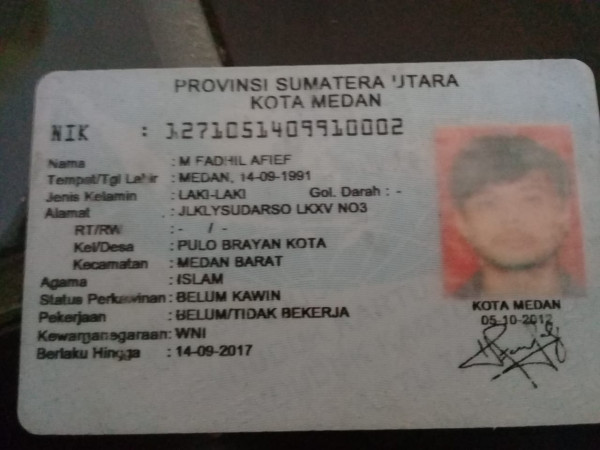 PROVINSI SUMATERA UTARA
KOTA MEDAN
NIK : 1271051409910002
Nama : M FADHIL AFIEF
Tempat/Tgl Lahir : MEDAN, 14-09-1991
Jenis Kelamin : LAKI-LAKI Gol. Darah : -
Alamat : JLKLYSUDARSO LKXV NO3
RT/RW : - / -
Kel/Desa : PULO BRAYAN KOTA
Kecamatan : MEDAN BARAT
Agama : ISLAM
Status Perkawinan: BELUM KAWIN
Pekerjaan : BELUM/TIDAK BEKERJA
Kewarganegaraan: WNI
Berlaku Hingga : 14-09-2017
KOTA MEDAN
05-10-2012